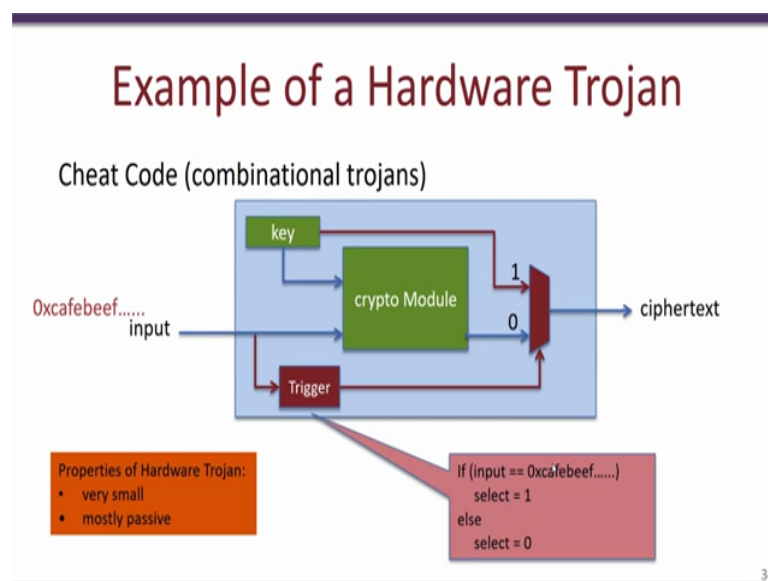 Example of a Hardware Trojan
Cheat Code (combinational trojans)
key
crypto Module
1
0
0xcafebeef......
input
ciphertext
Trigger
Properties of Hardware Trojan:
• very small
• mostly passive
If (input == 0xcafebeef......)
select = 1
else
select = 0
3